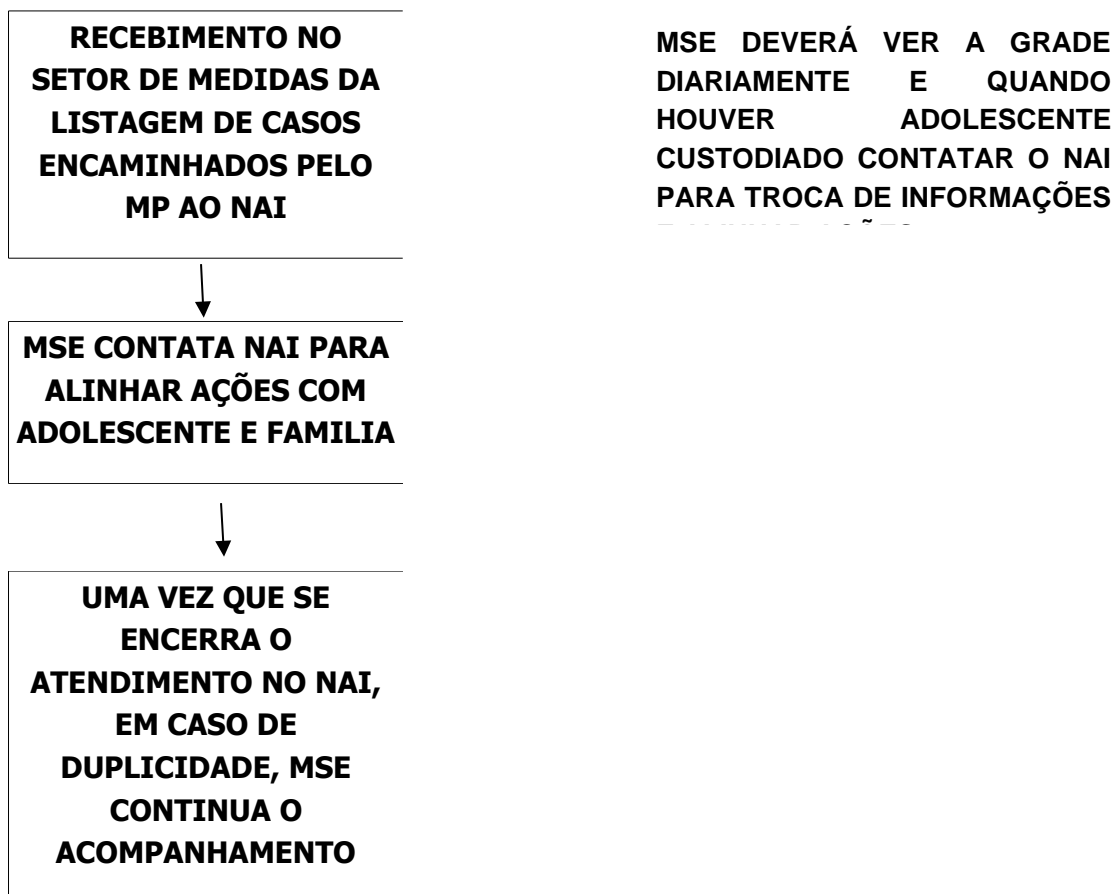 RECEBIMENTO NO
SETOR DE MEDIDAS DA
LISTAGEM DE CASOS
ENCAMINHADOS PELO
MP AO NAI
MSE CONTATA NAI PARA
ALINHAR AÇÕES COM
ADOLESCENTE E FAMILIA
UMA VEZ QUE SE
ENCERRA O
ATENDIMENTO NO NAI,
EM CASO DE
DUPLICIDADE, MSE
CONTINUA O
ACOMPANHAMENTO
MSE DEVERÁ VER A GRADE
DIARIAMENTE E QUANDO
HOUVER ADOLESCENTE
CUSTODIADO CONTATAR O NAI
PARA TROCA DE INFORMAÇÕES